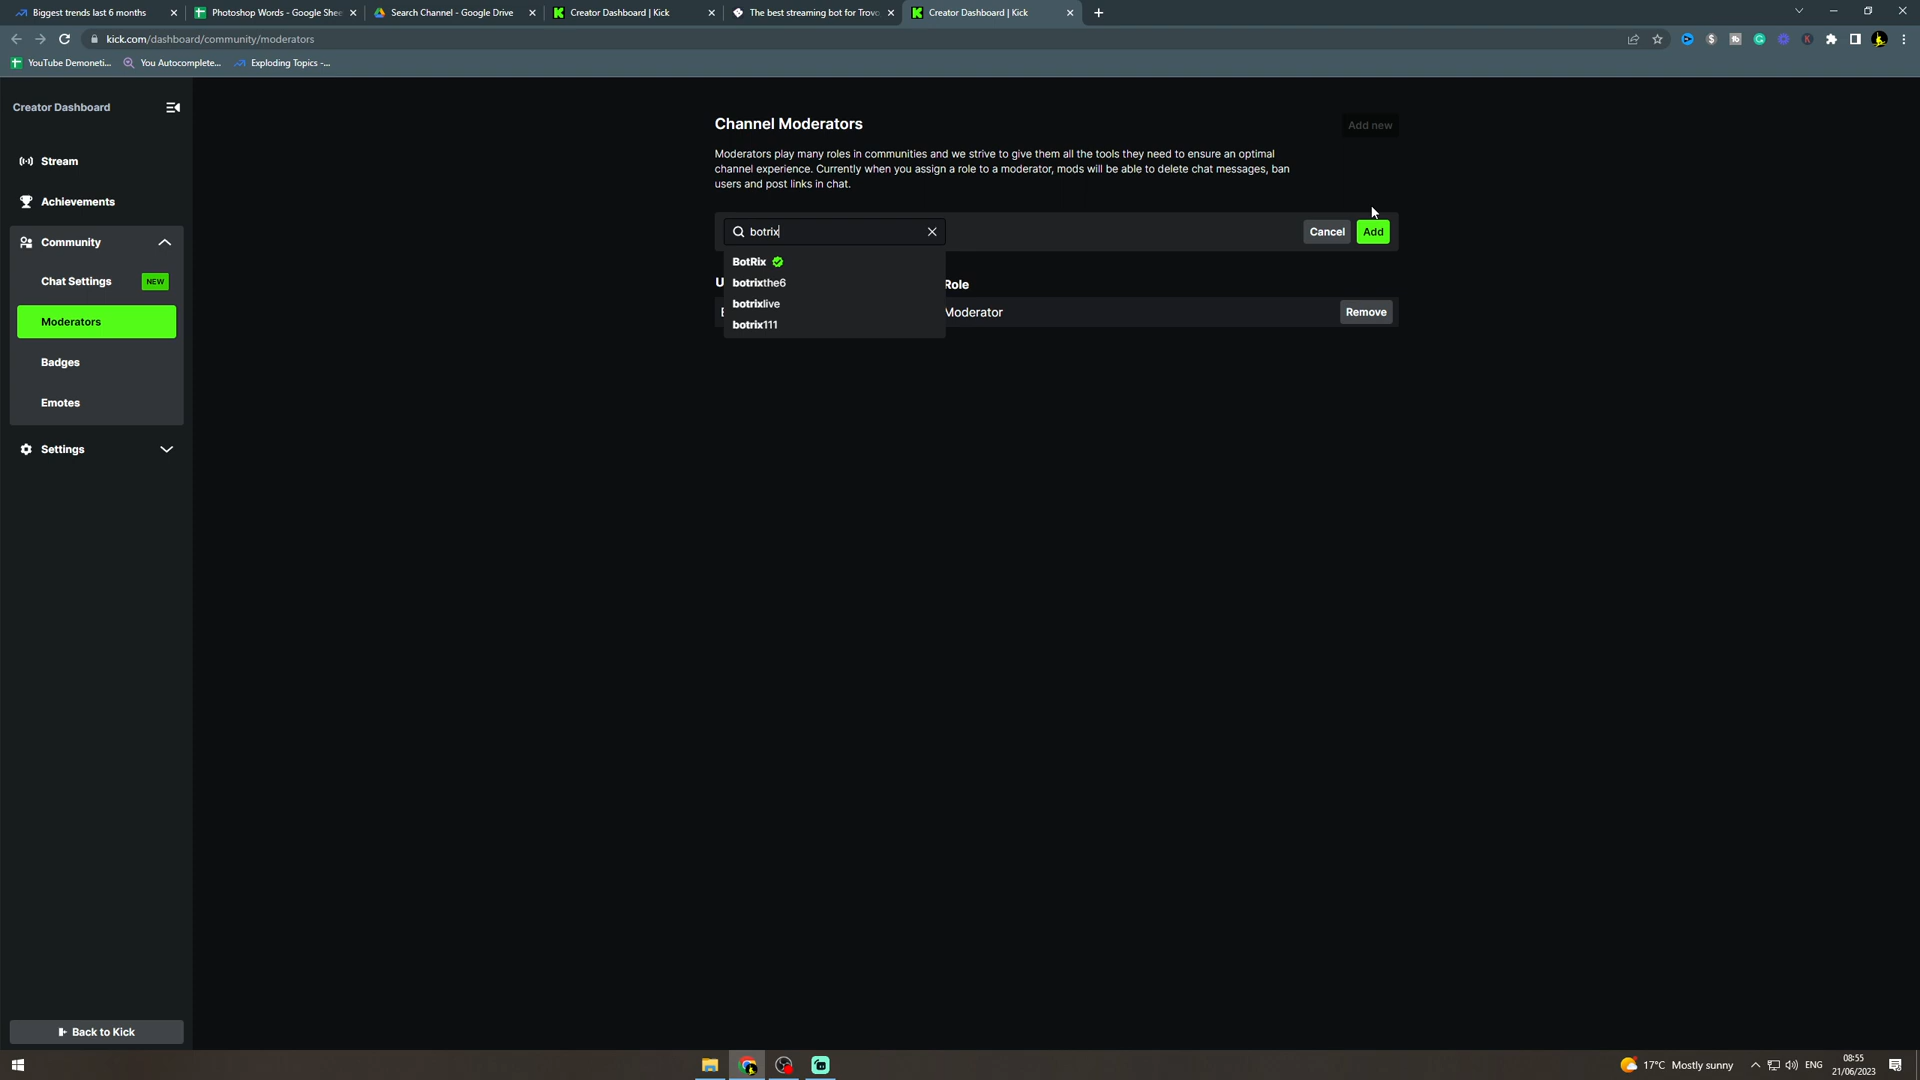 Biggest trends last 6 months
Photoshop Words - Google Shee
Search Channel - Google Drive
Creator Dashboard | Kick
The best streaming bot for Trovo
Creator Dashboard | Kick
kick.com/dashboard/community/moderators
YouTube Demoneti...
You Autocomplete...
Exploding Topics -...
Creator Dashboard
Stream
Achievements
Community
Chat Settings
NEW
Moderators
Badges
Emotes
Settings
Back to Kick
Channel Moderators
Add new
Moderators play many roles in communities and we strive to give them all the tools they need to ensure an optimal
channel experience. Currently when you assign a role to a moderator, mods will be able to delete chat messages, ban
users and post links in chat.
botrix
Cancel
Add
BotRix
botrixthe6
botrixlive
botrix111
Role
Moderator
Remove
17°C Mostly sunny
ENG
08:55
21/06/2023